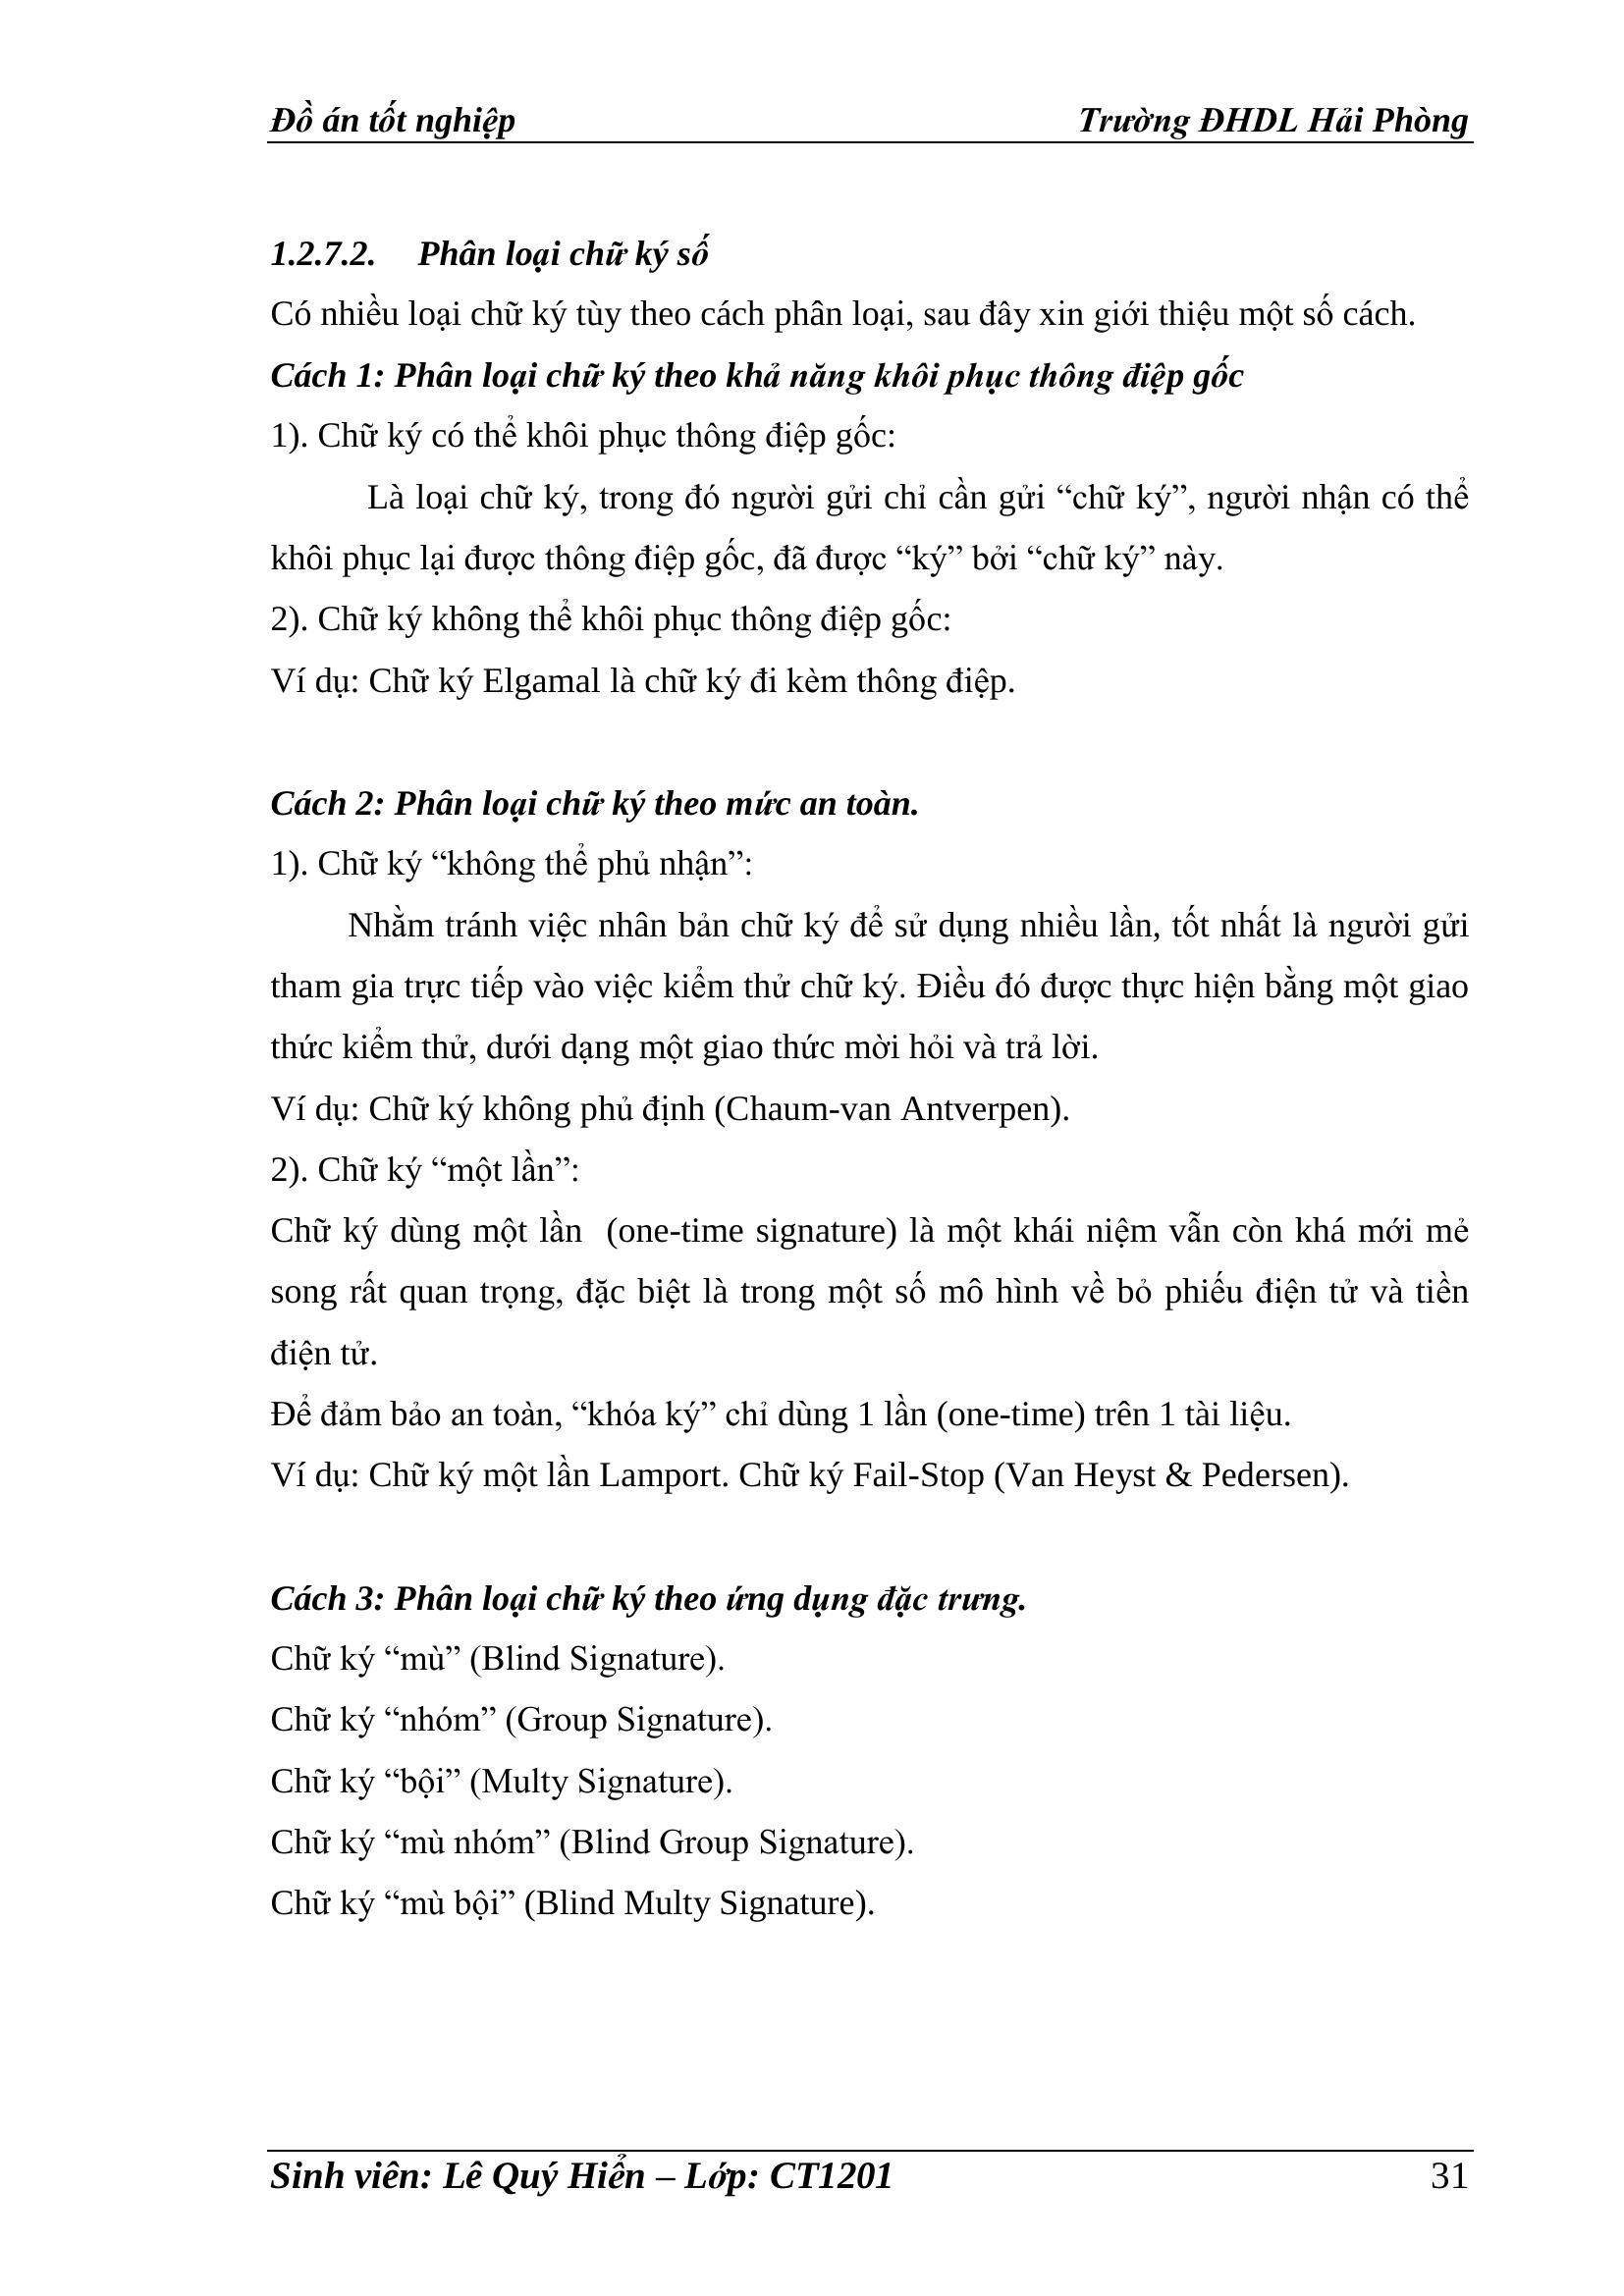 Đồ án tốt nghiệp Trường ĐHDL Hải Phòng
1.2.7.2. Phân loại chữ ký số
Có nhiều loại chữ ký tùy theo cách phân loại, sau đây xin giới thiệu một số cách.
Cách 1: Phân loại chữ ký theo khả năng khôi phục thông điệp gốc
1). Chữ ký có thể khôi phục thông điệp gốc:
Là loại chữ ký, trong đó người gửi chỉ cần gửi “chữ ký”, người nhận có thể
khôi phục lại được thông điệp gốc, đã được “ký” bởi “chữ ký” này.
2). Chữ ký không thể khôi phục thông điệp gốc:
Ví dụ: Chữ ký Elgamal là chữ ký đi kèm thông điệp.
Cách 2: Phân loại chữ ký theo mức an toàn.
1). Chữ ký “không thể phủ nhận”:
Nhằm tránh việc nhân bản chữ ký để sử dụng nhiều lần, tốt nhất là người gửi
tham gia trực tiếp vào việc kiểm thử chữ ký. Điều đó được thực hiện bằng một giao
thức kiểm thử, dưới dạng một giao thức mời hỏi và trả lời.
Ví dụ: Chữ ký không phủ định (Chaum-van Antverpen).
2). Chữ ký “một lần”:
Chữ ký dùng một lần (one-time signature) là một khái niệm vẫn còn khá mới mẻ
song rất quan trọng, đặc biệt là trong một số mô hình về bỏ phiếu điện tử và tiền
điện tử.
Để đảm bảo an toàn, “khóa ký” chỉ dùng 1 lần (one-time) trên 1 tài liệu.
Ví dụ: Chữ ký một lần Lamport. Chữ ký Fail-Stop (Van Heyst & Pedersen).
Cách 3: Phân loại chữ ký theo ứng dụng đặc trưng.
Chữ ký “mù” (Blind Signature).
Chữ ký “nhóm” (Group Signature).
Chữ ký “bội” (Multy Signature).
Chữ ký “mù nhóm” (Blind Group Signature).
Chữ ký “mù bội” (Blind Multy Signature).
Sinh viên: Lê Quý Hiển – Lớp: CT1201 31